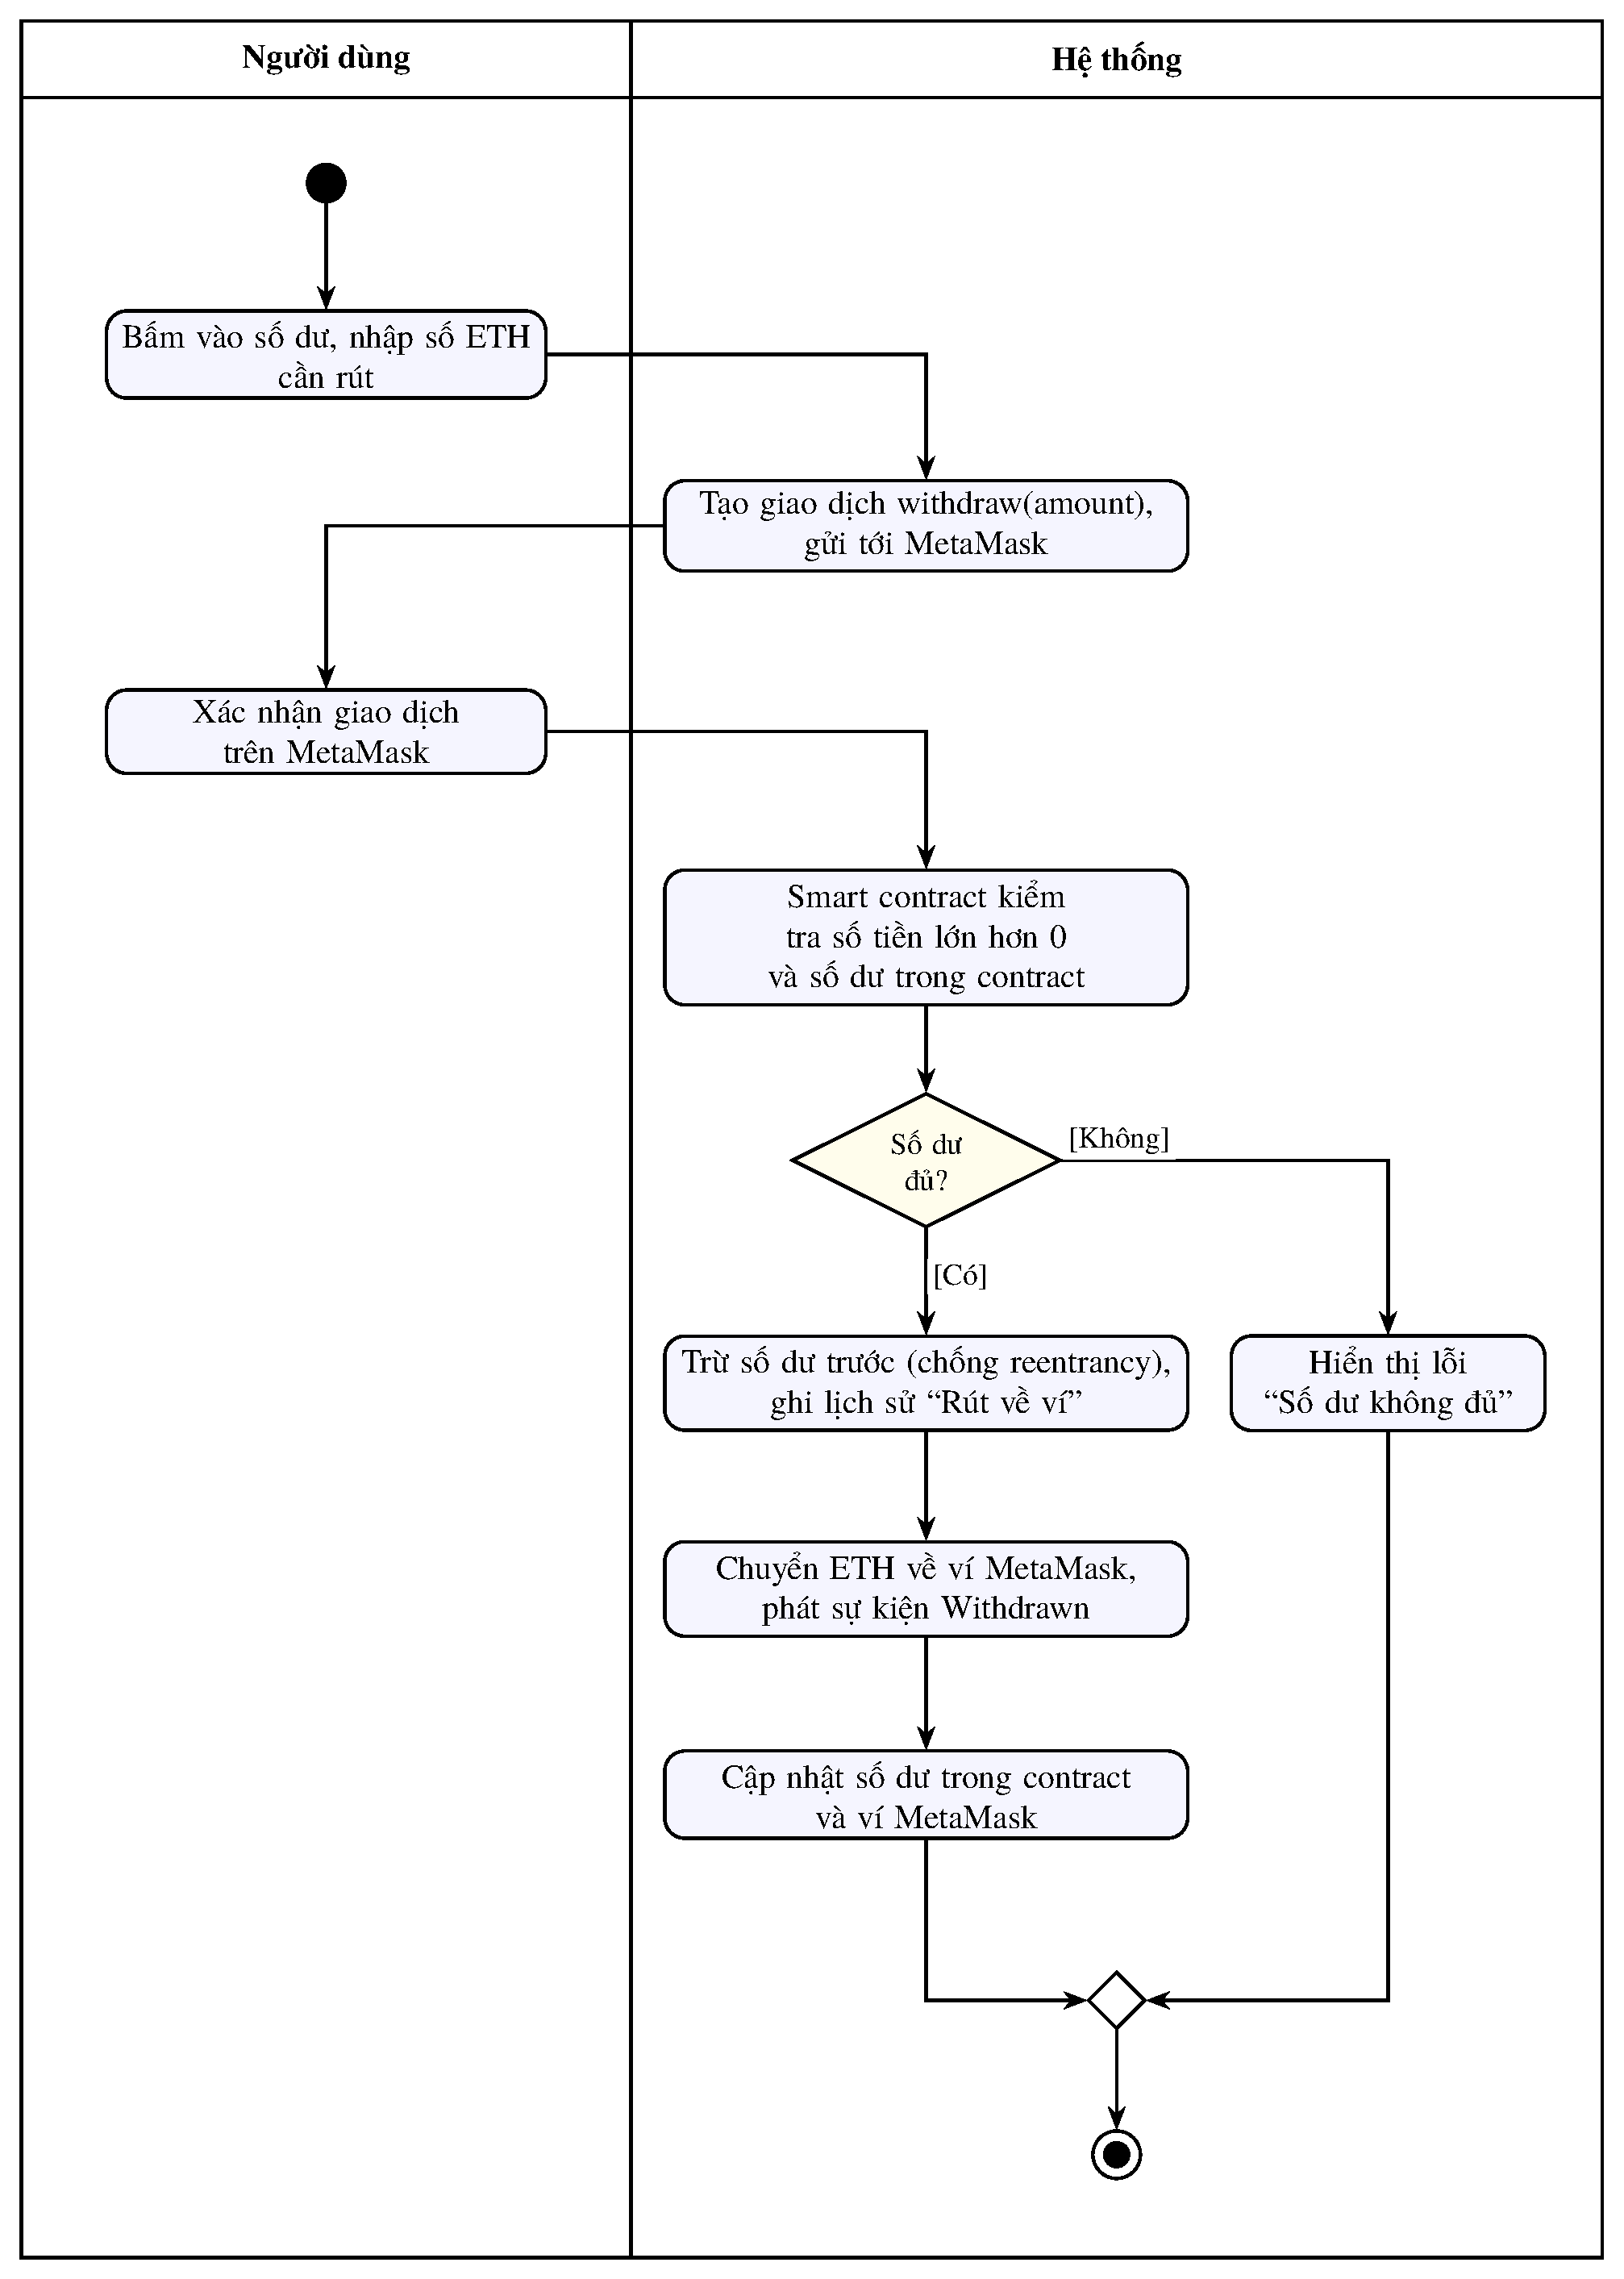 Người dùng
Hệ thống
Bấm vào số dư, nhập số ETH
cần rút
Tạo giao dịch withdraw(amount),
gửi tới MetaMask
Xác nhận giao dịch
trên MetaMask
Smart contract kiểm
tra số tiền lớn hơn 0
và số dư trong contract
Số dư
đủ?
[Không]
[Có]
Trừ số dư trước (chống reentrancy),
ghi lịch sử “Rút về ví”
Hiển thị lỗi
“Số dư không đủ”
Chuyển ETH về ví MetaMask,
phát sự kiện Withdrawn
Cập nhật số dư trong contract
và ví MetaMask